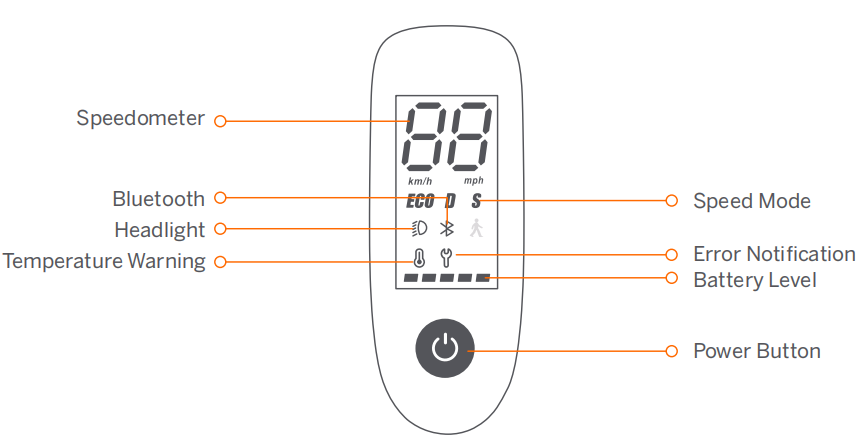 Speedometer
88
km/h mph
Bluetooth
ECO D S
Speed Mode
Headlight
Temperature Warning
Error Notification
Battery Level
Power Button